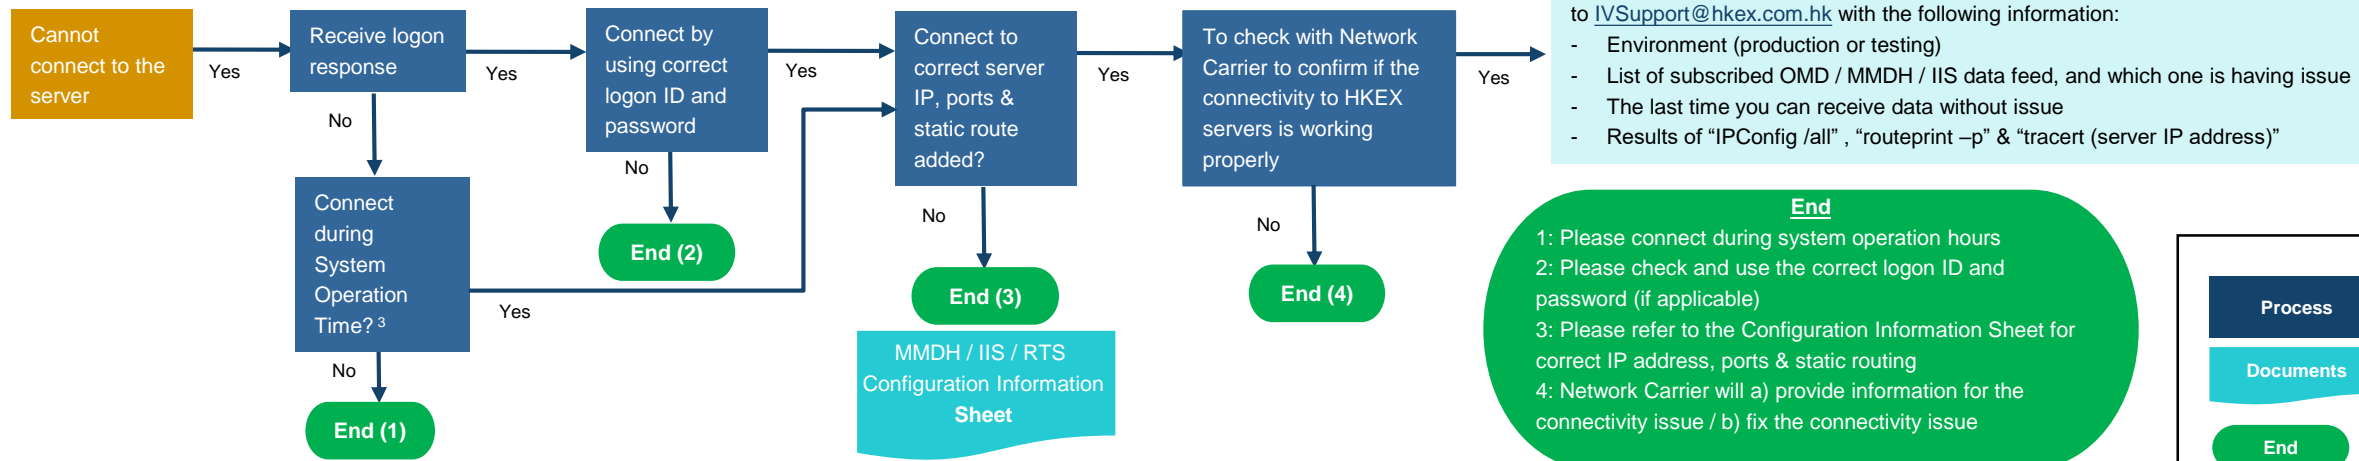 Cannot
connect to the
server
Yes
Receive logon
response
Yes
No
Connect
during
System
Operation
Time? 3
Yes
No
End (1)
Connect by
using correct
logon ID and
password
Yes
No
End (2)
Connect to
correct server
IP, ports &
static route
added?
Yes
No
End (3)
MMDH / IIS / RTS
Configuration Information
Sheet
To check with Network
Carrier to confirm if the
connectivity to HKEX
servers is working
properly
Yes
No
End (4)
to IVSupport@hkex.com.hk with the following information:
- Environment (production or testing)
- List of subscribed OMD / MMDH / IIS data feed, and which one is having issue
- The last time you can receive data without issue
- Results of “IPConfig /all” , “routeprint –p” & “tracert (server IP address)”
End
1: Please connect during system operation hours
2: Please check and use the correct logon ID and
password (if applicable)
3: Please refer to the Configuration Information Sheet for
correct IP address, ports & static routing
4: Network Carrier will a) provide information for the
connectivity issue / b) fix the connectivity issue
Process
Documents
End